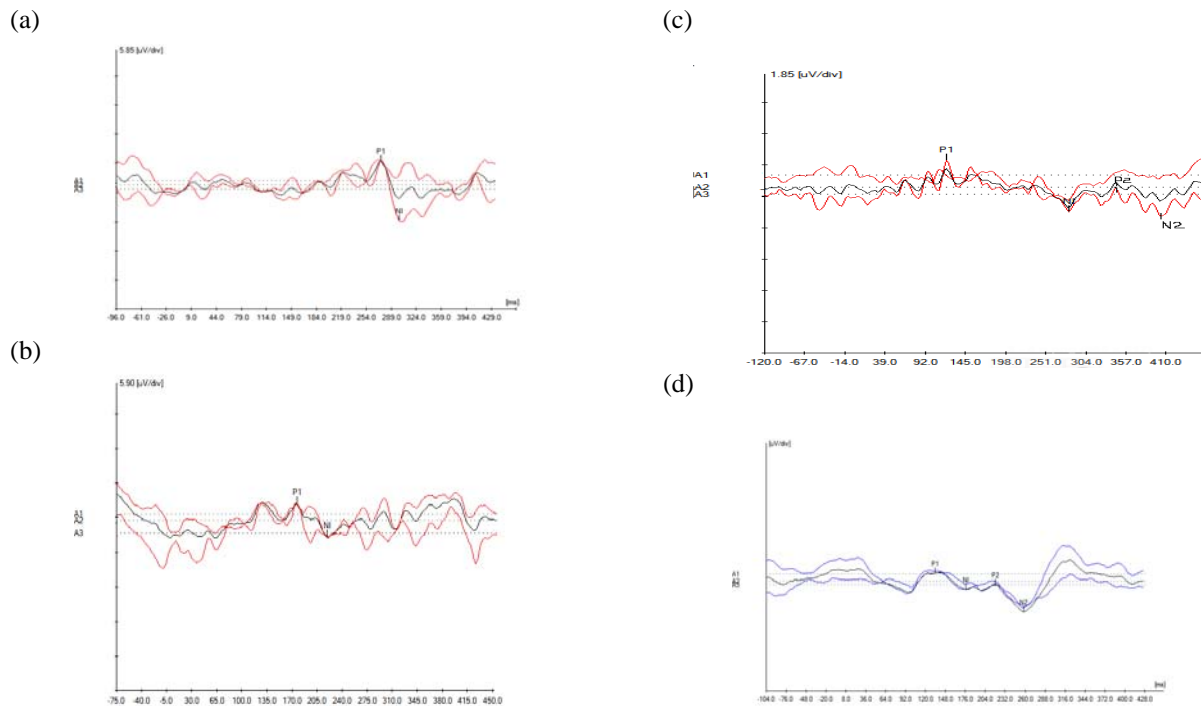 (a)
5.85 [uV/div]
P1
A1
A3
N1
[ms]
-96.0 -61.0 -26.0 9.0 44.0 79.0 114.0 149.0 184.0 219.0 254.0 289.0 324.0 359.0 394.0 429.0
(b)
5.90 [uV/div]
P1
A1
A2
A3
N1
-75.0 -40.0 -5.0 30.0 65.0 100.0 135.0 170.0 205.0 240.0 275.0 310.0 345.0 380.0 415.0 450.0
(c)
1.85 [uV/div]
P1
A1
A2
A3
P2
N2
-120.0 -67.0 -14.0 39.0 92.0 145.0 198.0 251.0 304.0 357.0 410.0
(d)
[uV/div]
P1
A1
N1
P2
N2
[ms]
-104.0 -76.0 8.0 36.0 64.0 92.0 120.0 148.0 176.0 204.0 232.0 260.0 288.0 316.0 344.0 372.0 400.0 428.0